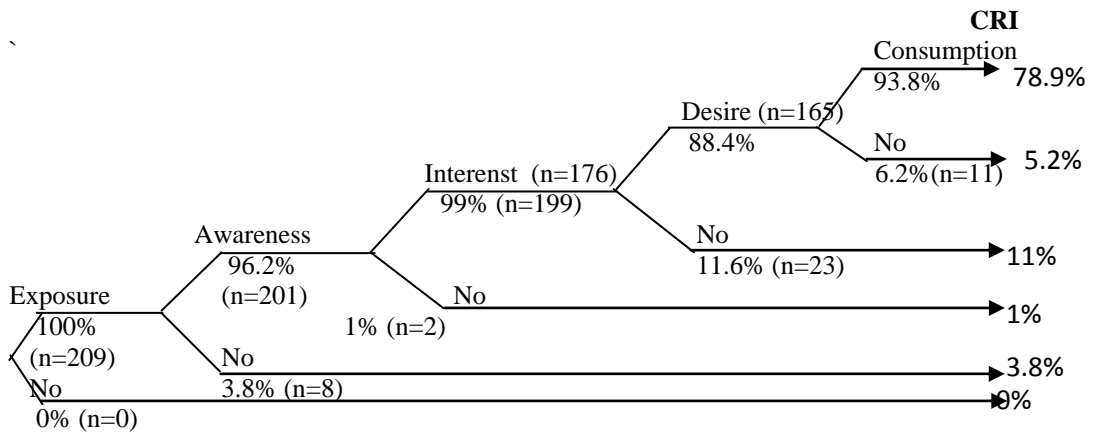 CRI
`
Consumption
93.8%
78.9%
Desire (n=165)
88.4%
No
6.2%(n=11)
5.2%
Interenst (n=176)
99% (n=199)
No
11.6% (n=23)
11%
Awareness
96.2%
(n=201)
No
1% (n=2)
1%
Exposure
100%
(n=209)
No
3.8% (n=8)
3.8%
No
0% (n=0)
0%